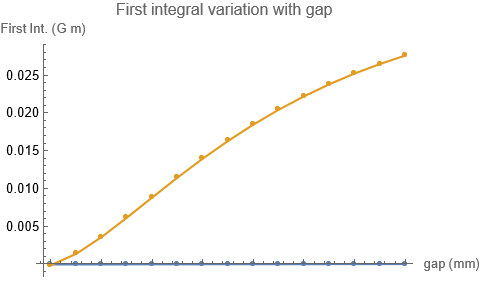 First integral variation with gap
First Int. (G m)
0.025
0.020
0.015
0.010
0.005
gap (mm)